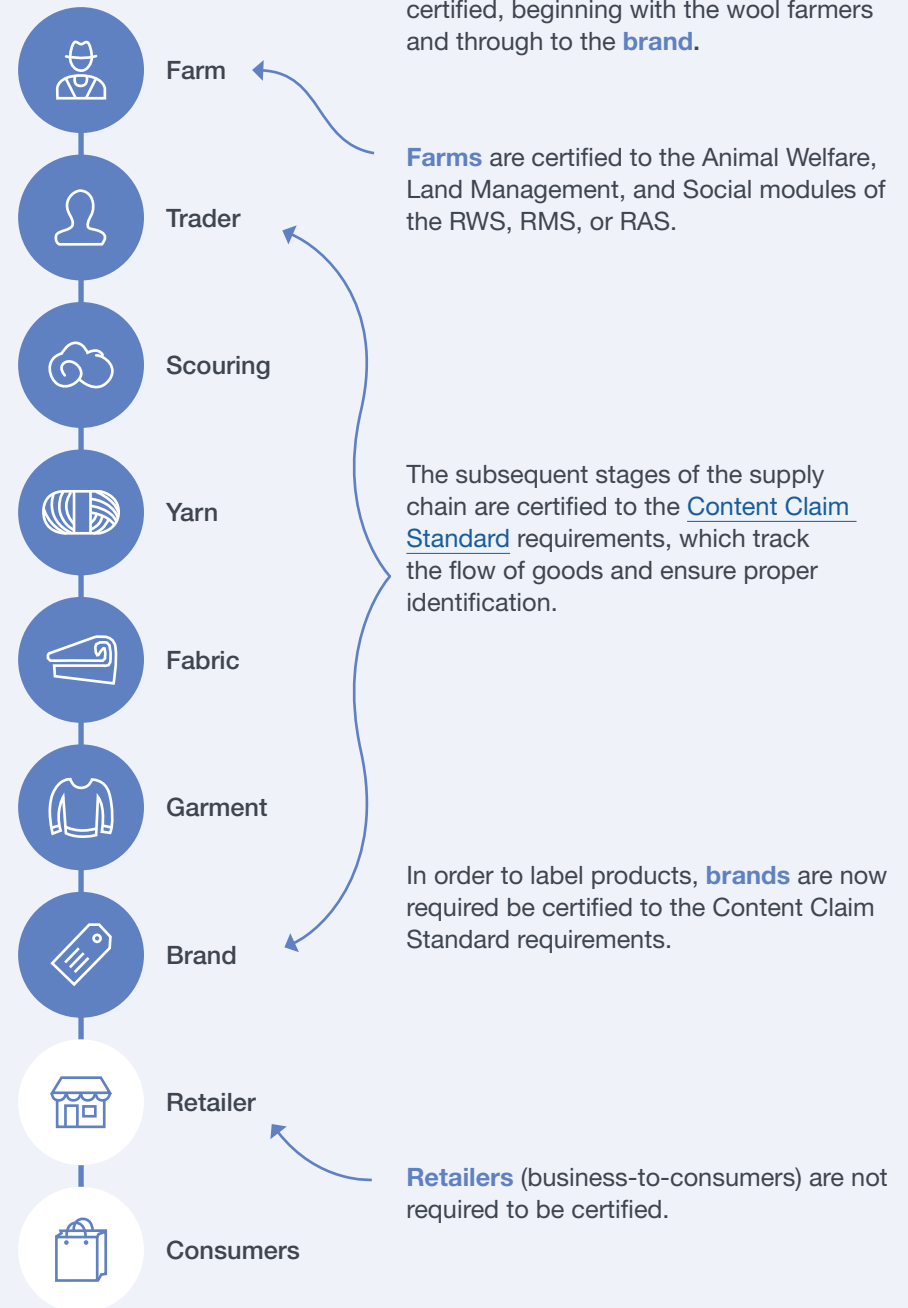 certified, beginning with the wool farmers
and through to the brand.
Farm
Farms are certified to the Animal Welfare,
Land Management, and Social modules of
the RWS, RMS, or RAS.
Trader
Scouring
The subsequent stages of the supply
chain are certified to the Content Claim
Standard requirements, which track
the flow of goods and ensure proper
identification.
Yarn
Fabric
Garment
In order to label products, brands are now
required be certified to the Content Claim
Standard requirements.
Brand
Retailer
Retailers (business-to-consumers) are not
required to be certified.
Consumers